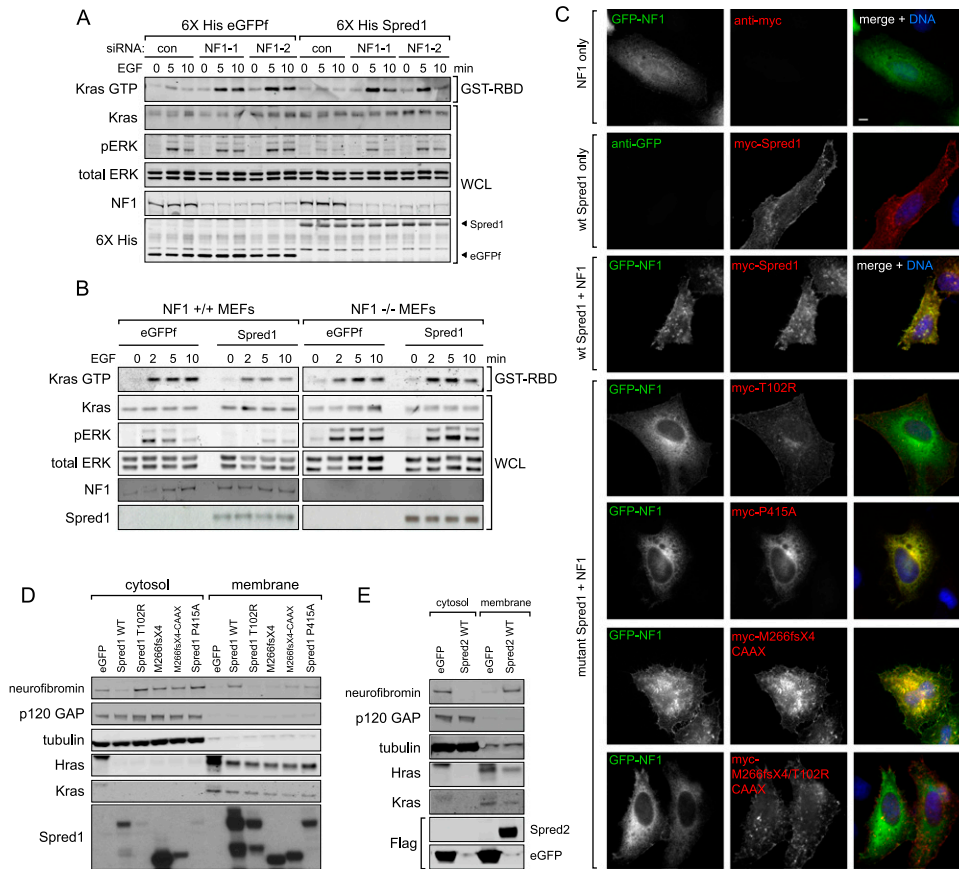 A
6X His eGFPf 6X His Spred1
siRNA: con NF1-1 NF1-2 con NF1-1 NF1-2
EGF 0 5 10 0 5 10 0 5 10 0 5 10 0 5 10 0 5 10 min
Kras GTP GST-RBD
Kras
pERK
total ERK
WCL
NF1
Spred1
6X His
eGFPf
B
NF1 +/+ MEFs NF1 -/- MEFs
eGFPf Spred1 eGFPf Spred1
EGF 0 2 5 10 0 2 5 10 0 2 5 10 0 2 5 10 min
Kras GTP GST-RBD
Kras
pERK
total ERK
WCL
NF1
Spred1
C
NF1 only
GFP-NF1 anti-myc merge + DNA
wt Spred1 only
anti-GFP myc-Spred1
wt Spred1 + NF1
GFP-NF1 myc-Spred1 merge + DNA
mutant Spred1 + NF1
GFP-NF1 myc-T102R
GFP-NF1 myc-P415A
GFP-NF1 myc-M266fsX4
CAAX
GFP-NF1 myc-
M266fsX4/T102R
CAAX
D
cytosol membrane
eGFP Spred1 WT Spred1 T102R M266fsX4 M266fsX4-CAAX Spred1 P415A eGFP Spred1 WT Spred1 T102R M266fsX4 M266fsX4-CAAX Spred1 P415A
neurofibromin
p120 GAP
tubulin
Hras
Kras
Spred1
E
cytosol membrane
eGFP Spred2 WT eGFP Spred2 WT
neurofibromin
p120 GAP
tubulin
Hras
Kras
Flag
Spred2
eGFP